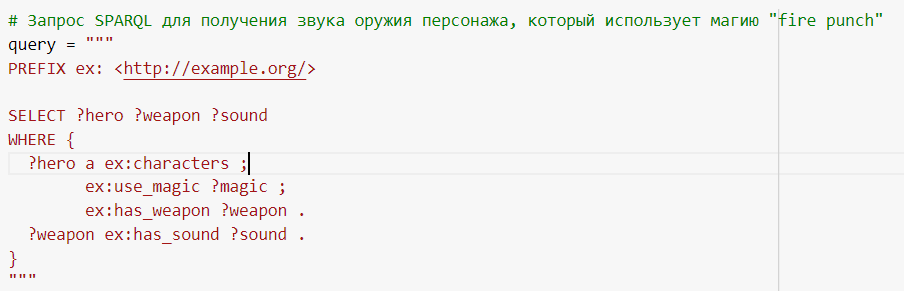 # Запрос SPARQL для получения звука оружия персонажа, который использует магию "fire punch"
query = """
PREFIX ex: <http://example.org/>
SELECT ?hero ?weapon ?sound
WHERE {
?hero a ex:characters ;
ex:use_magic ?magic ;
ex:has_weapon ?weapon .
?weapon ex:has_sound ?sound .
}
"""